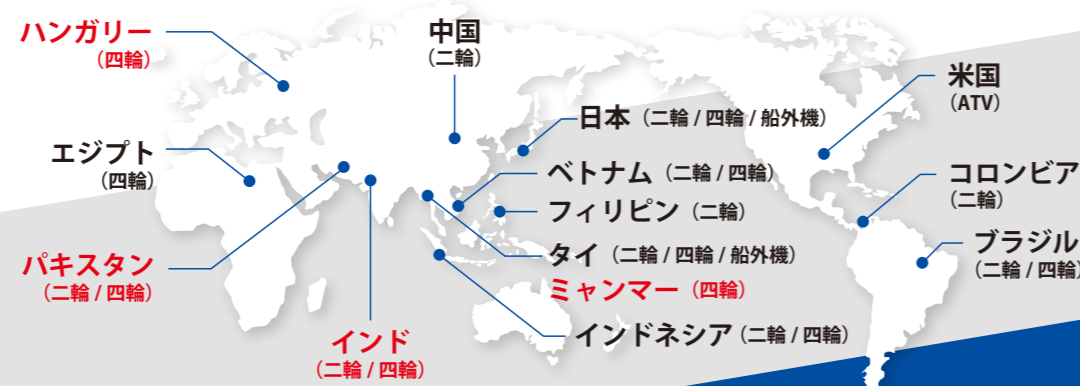 ハンガリー
（四輪）
中国
（二輪）
米国
（ATV）
日本（二輪 / 四輪 / 船外機）
エジプト
（四輪）
ベトナム（二輪 / 四輪）
コロンビア
（二輪）
フィリピン（二輪）
タイ（二輪 / 四輪 / 船外機）
ブラジル
（二輪 / 四輪）
パキスタン
（二輪 / 四輪）
ミャンマー（四輪）
インド
（二輪 / 四輪）
インドネシア（二輪 / 四輪）